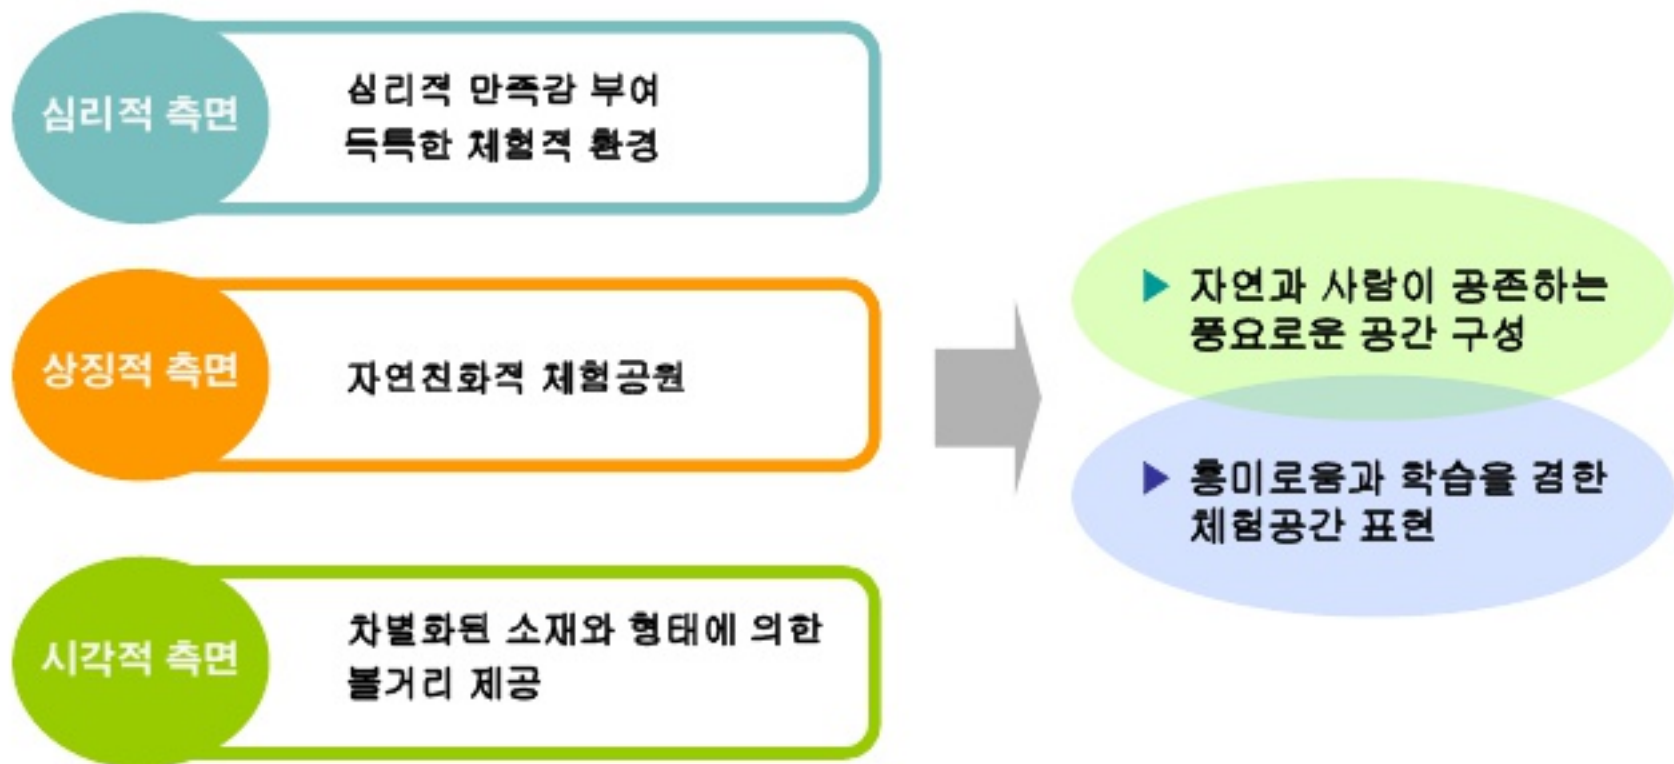 심리적 측면
심리적 만족감 부여
독특한 체험적 환경
상징적 측면
자연친화적 체험공원
시각적 측면
차별화된 소재와 형태에 의한
볼거리 제공
자연과 사람이 공존하는
풍요로운 공간 구성
흥미로움과 학습을 겸한
체험공간 표현